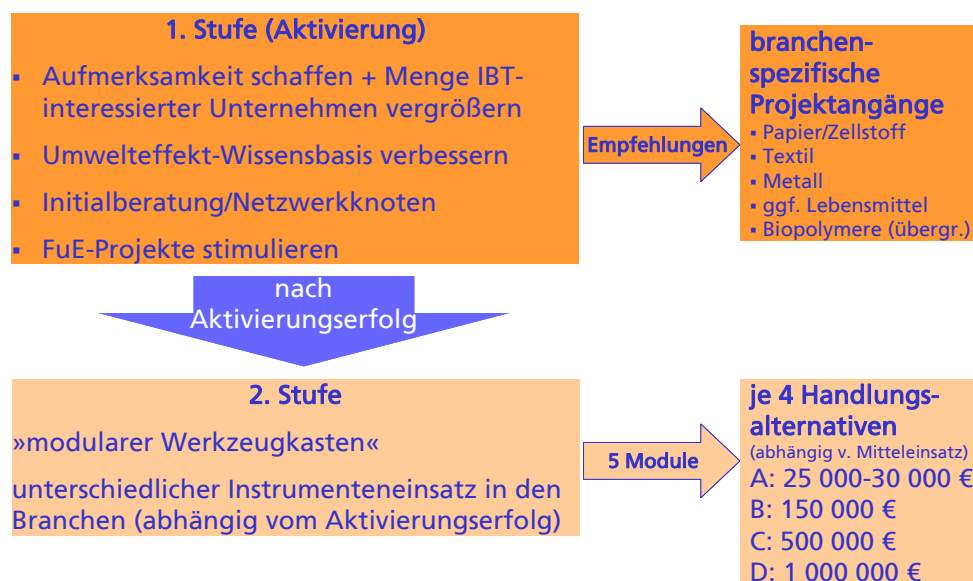 1. Stufe (Aktivierung)
▪ Aufmerksamkeit schaffen + Menge IBT-
interessierter Unternehmen vergrößern
▪ Umwelteffekt-Wissensbasis verbessern
▪ Initialberatung/Netzwerkknoten
▪ FuE-Projekte stimulieren
Empfehlungen
branchen-
spezifische
Projektangänge
▪ Papier/Zellstoff
▪ Textil
▪ Metall
▪ ggf. Lebensmittel
▪ Biopolymere (übergr.)
nach
Aktivierungserfolg
2. Stufe
»modularer Werkzeugkasten«
unterschiedlicher Instrumenteneinsatz in den
Branchen (abhängig vom Aktivierungserfolg)
5 Module
je 4 Handlungs-
alternativen
(abhängig v. Mitteleinsatz)
A: 25 000-30 000 €
B: 150 000 €
C: 500 000 €
D: 1 000 000 €